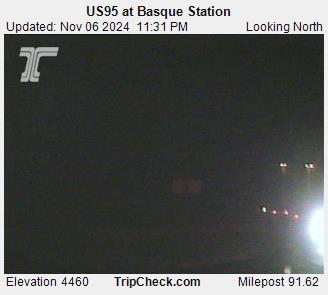 US95 at Basque Station
Updated: Nov 06 2024 11:31 PM Looking North
Elevation 4460 TripCheck.com Milepost 91.62